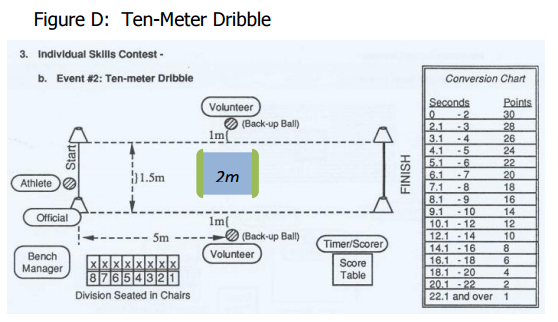 Figure D: Ten-Meter Dribble
3. Individual Skills Contest -
b. Event #2: Ten-meter Dribble
Volunteer
(Back-up Ball)
1m{
Start
}1.5m
2m
FINISH
Athlete
Official
1m{
5m
(Back-up Ball)
Volunteer
Timer/Scorer
Score
Table
Bench
Manager
X X X X X X X X
8 7 6 5 4 3 2 1
Division Seated in Chairs
Conversion Chart
Seconds Points
0 - 2 30
2.1 - 3 28
3.1 - 4 26
4.1 - 5 24
5.1 - 6 22
6.1 - 7 20
7.1 - 8 18
8.1 - 9 16
9.1 - 10 14
10.1 - 12 12
12.1 - 14 10
14.1 - 16 8
16.1 - 18 6
18.1 - 20 4
20.1 - 22 2
22.1 and over 1